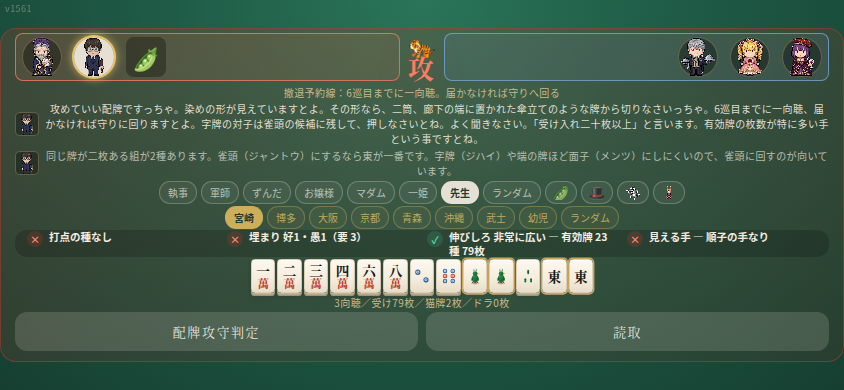 v1561
攻
撤退予約線：6巡目までに一向聴。届かなければ守りへ回る
攻めていい配牌ですっちゃ。染めの形が見えていますとよ。その形なら、二筒、廊下の端に置かれた傘立てのような牌から切りなさいっちゃ。6巡目までに一向聴、届
かなければ守りに回りますとよ。字牌の対子は雀頭の候補に残して、押しなさいとね。よく聞きなさい。「受け入れ二十枚以上」と言います。有効牌の枚数が特に多い手
という事ですとね。
同じ牌が二枚ある組が2種あります。雀頭（ジャントウ）にするなら東が一番です。字牌（ジハイ）や端の牌ほど面子（メンツ）にしにくいので、雀頭に回すのが向いて
います。
執事 軍師 ずんだ お嬢様 マダム 一姫 先生 ランダム
宮崎 博多 大阪 京都 青森 沖縄 武士 幼児 ランダム
打点の種なし
埋まり 好1・愚1（要 3）
伸びしろ 非常に広い — 有効牌 23
種 79枚
見える手 — 順子の手なり
一萬 二萬 三萬 四萬 六萬 八萬 東 東
3向聴／受け79枚／猫牌2枚／ドラ0枚
配牌攻守判定
読取